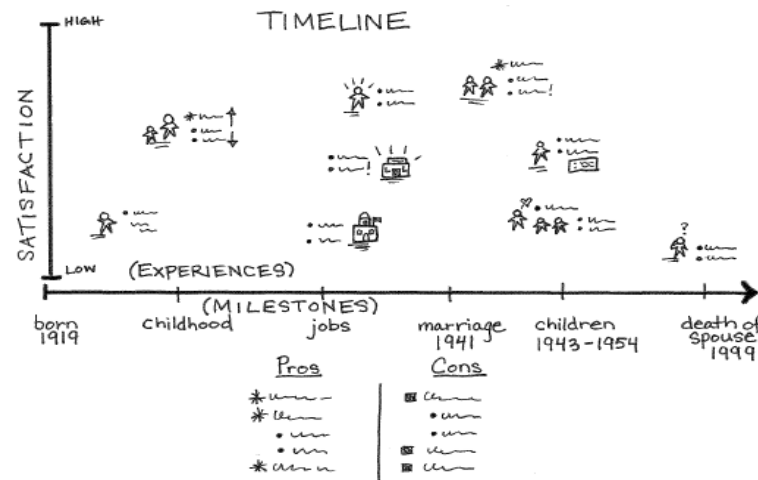 TIMELINE
HIGH
SATISFACTION
LOW
(EXPERIENCES)
(MILESTONES)
born
1919
childhood
jobs
marriage
1941
children
1943-1954
death of
spouse
1999
Pros
Cons